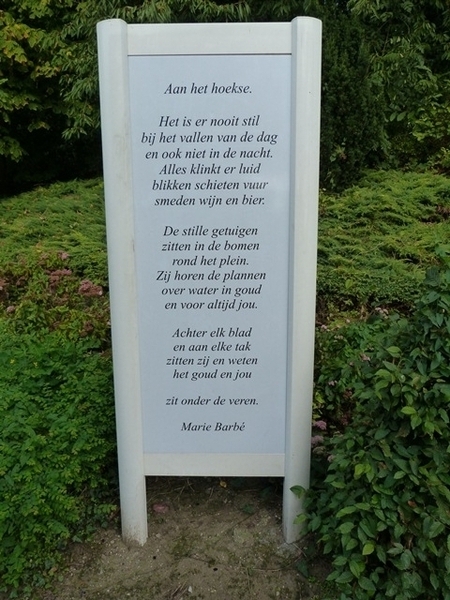 Aan het hoekse.
Het is er nooit stil
bij het vallen van de dag
en ook niet in de nacht.
Alles klinkt er luid
blikken schieten vuur
smeden wijn en bier.
De stille getuigen
zitten in de bomen
rond het plein.
Zij horen de plannen
over water in goud
en voor altijd jou.
Achter elk blad
en aan elke tak
zitten zij en weten
het goud en jou
zit onder de veren.
Marie Barbé